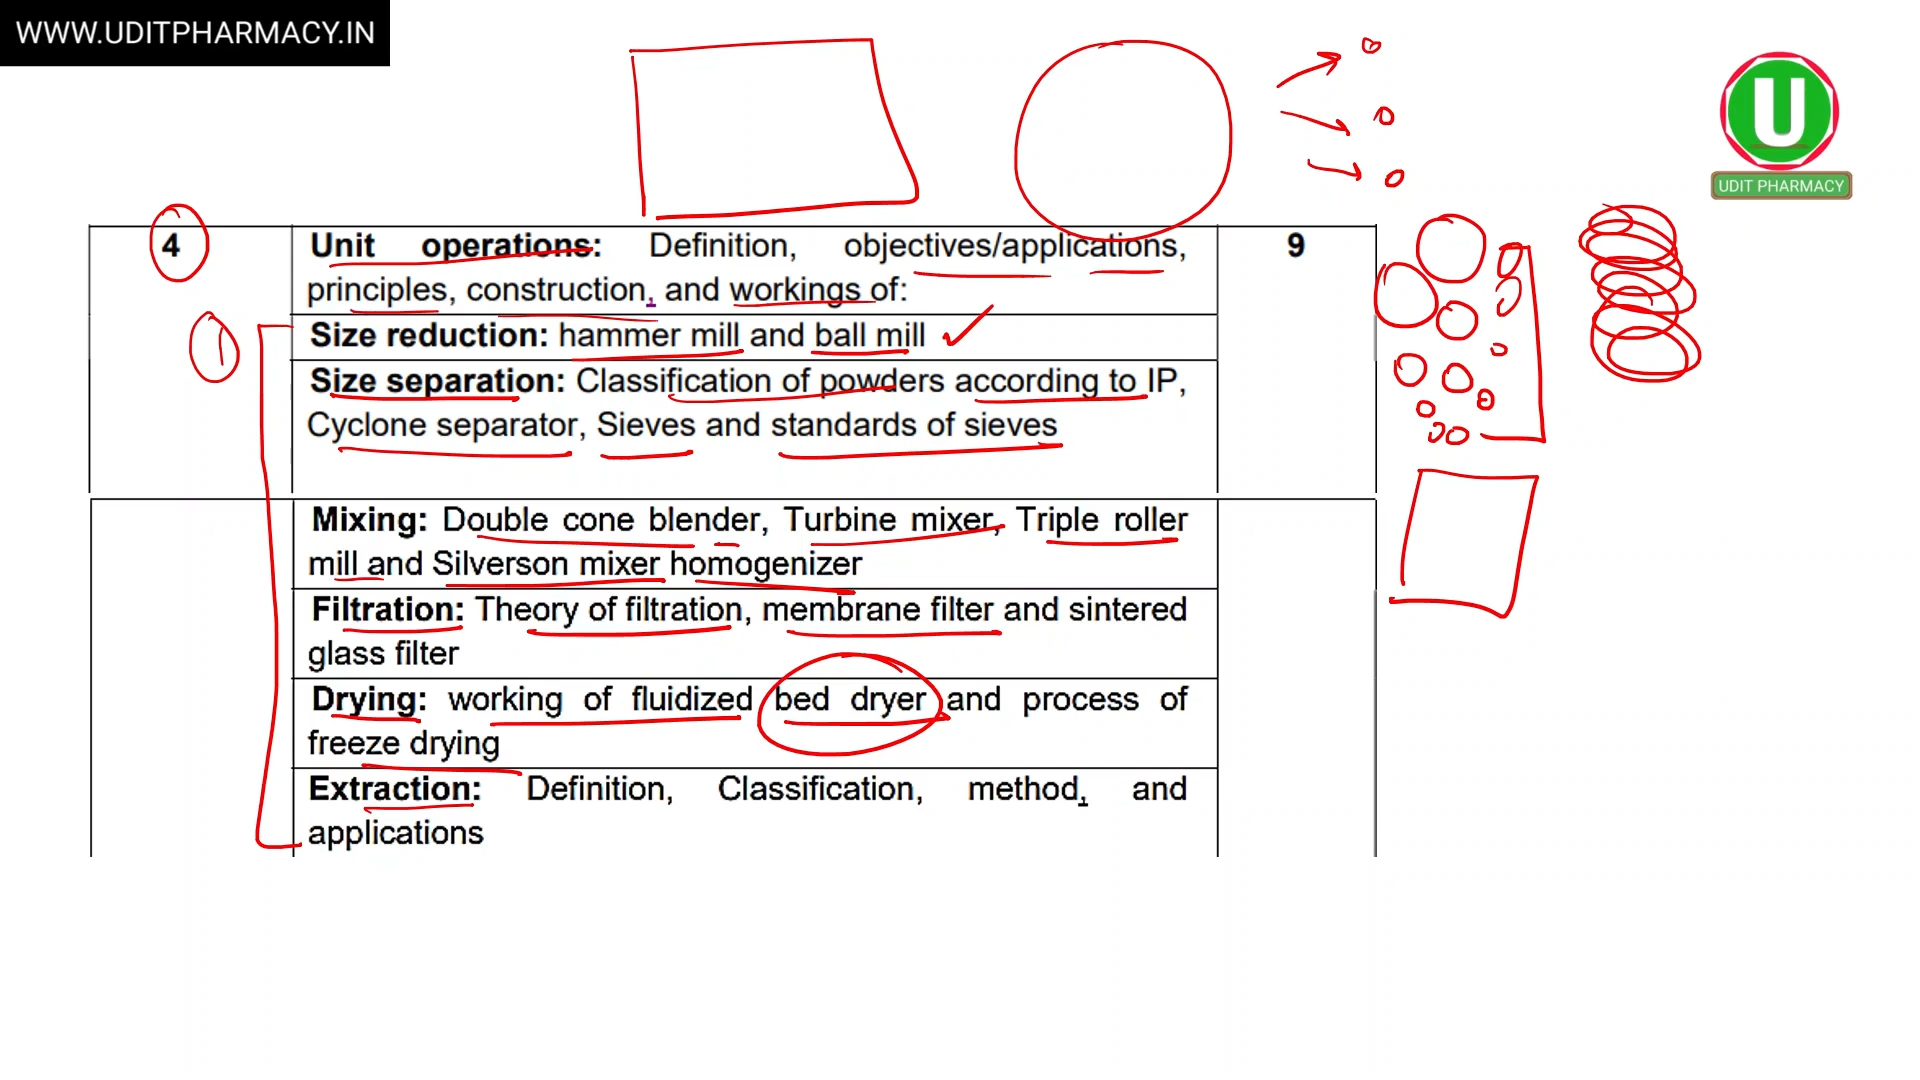 WWW.UDITPHARMACY.IN
U
UDIT PHARMACY
4
Unit operations: Definition, objectives/applications,
principles, construction, and workings of:
9
Size reduction: hammer mill and ball mill
1
Size separation: Classification of powders according to IP,
Cyclone separator, Sieves and standards of sieves
Mixing: Double cone blender, Turbine mixer, Triple roller
mill and Silverson mixer homogenizer
Filtration: Theory of filtration, membrane filter and sintered
glass filter
Drying: working of fluidized bed dryer and process of
freeze drying
Extraction: Definition, Classification, method, and
applications